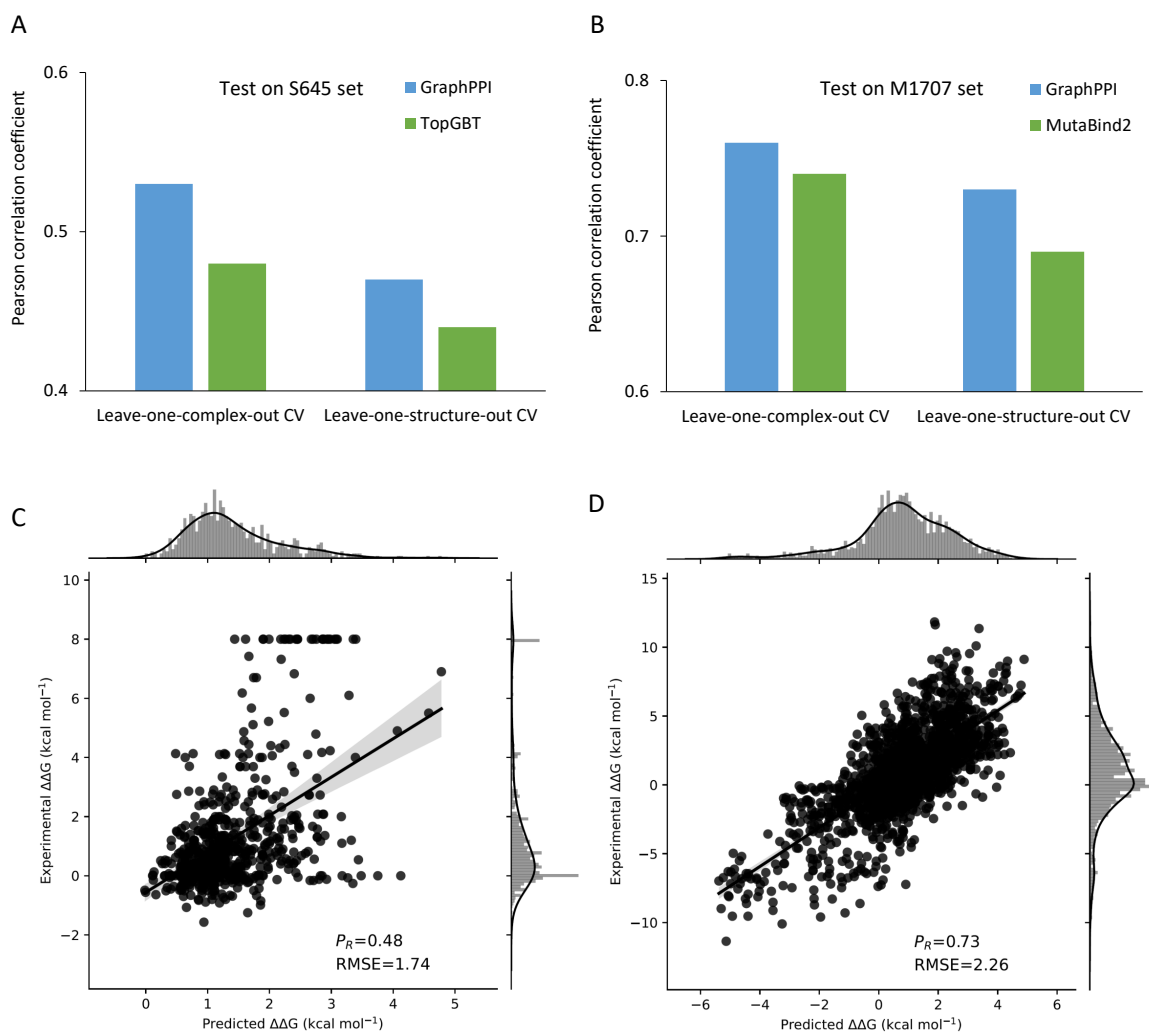 A
Test on S645 set
GraphPPI
TopGBT
Pearson correlation coefficient
0.6
0.5
0.4
Leave-one-complex-out CV
Leave-one-structure-out CV
B
Test on M1707 set
GraphPPI
MutaBind2
Pearson correlation coefficient
0.8
0.7
0.6
Leave-one-complex-out CV
Leave-one-structure-out CV
C
Experimental ΔΔG (kcal mol⁻¹)
10
8
6
4
2
0
−2
P_R=0.48
RMSE=1.74
0 1 2 3 4 5
Predicted ΔΔG (kcal mol⁻¹)
D
Experimental ΔΔG (kcal mol⁻¹)
15
10
5
0
−5
−10
P_R=0.73
RMSE=2.26
−6 −4 −2 0 2 4 6
Predicted ΔΔG (kcal mol⁻¹)